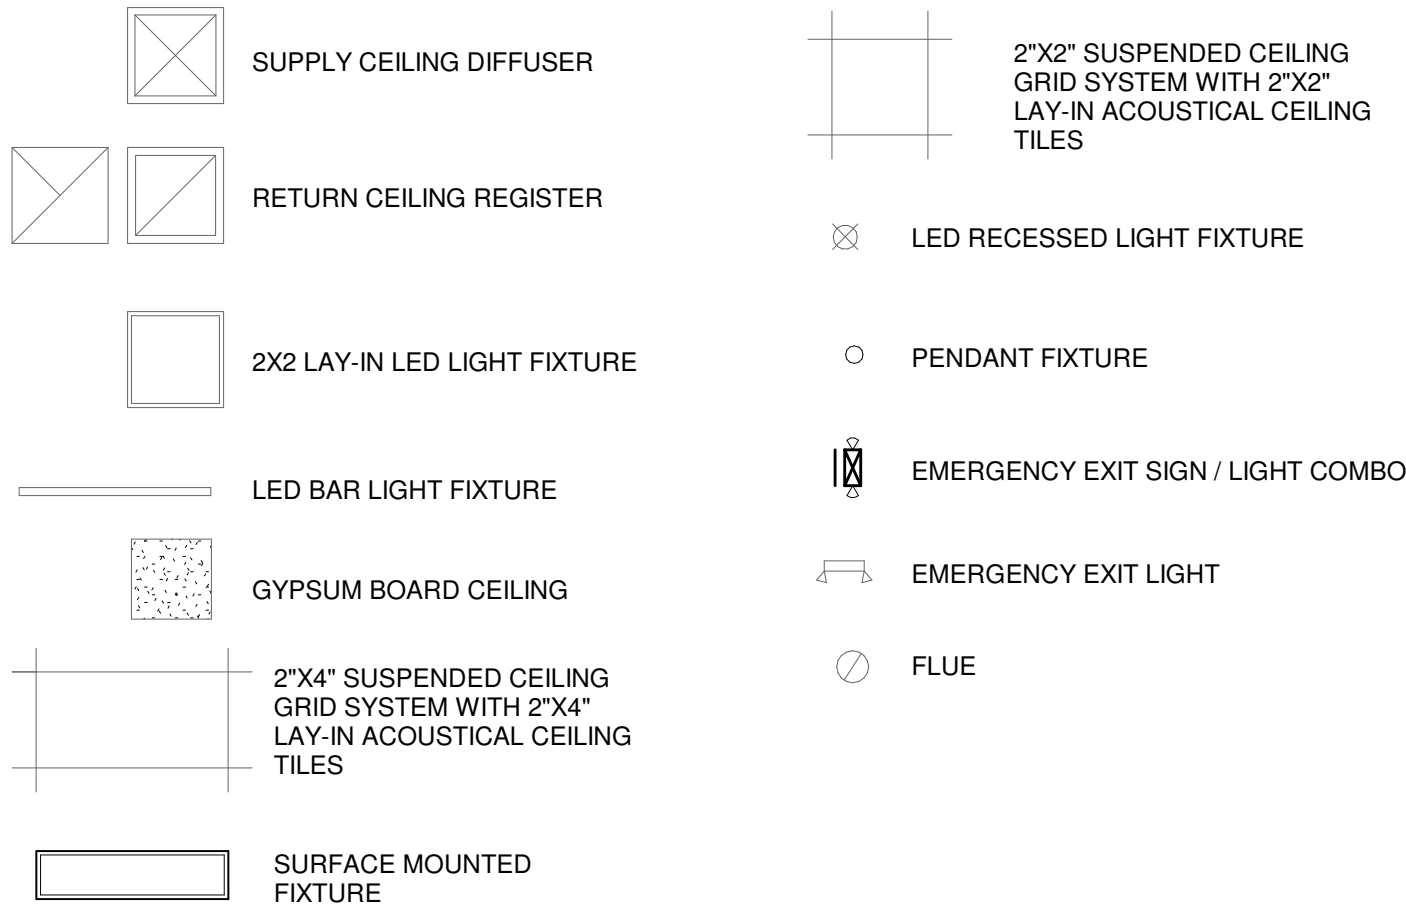 SUPPLY CEILING DIFFUSER
RETURN CEILING REGISTER
2X2 LAY-IN LED LIGHT FIXTURE
LED BAR LIGHT FIXTURE
GYPSUM BOARD CEILING
2"X4" SUSPENDED CEILING
GRID SYSTEM WITH 2"X4"
LAY-IN ACOUSTICAL CEILING
TILES
SURFACE MOUNTED
FIXTURE
2"X2" SUSPENDED CEILING
GRID SYSTEM WITH 2"X2"
LAY-IN ACOUSTICAL CEILING
TILES
LED RECESSED LIGHT FIXTURE
PENDANT FIXTURE
EMERGENCY EXIT SIGN / LIGHT COMBO
EMERGENCY EXIT LIGHT
FLUE